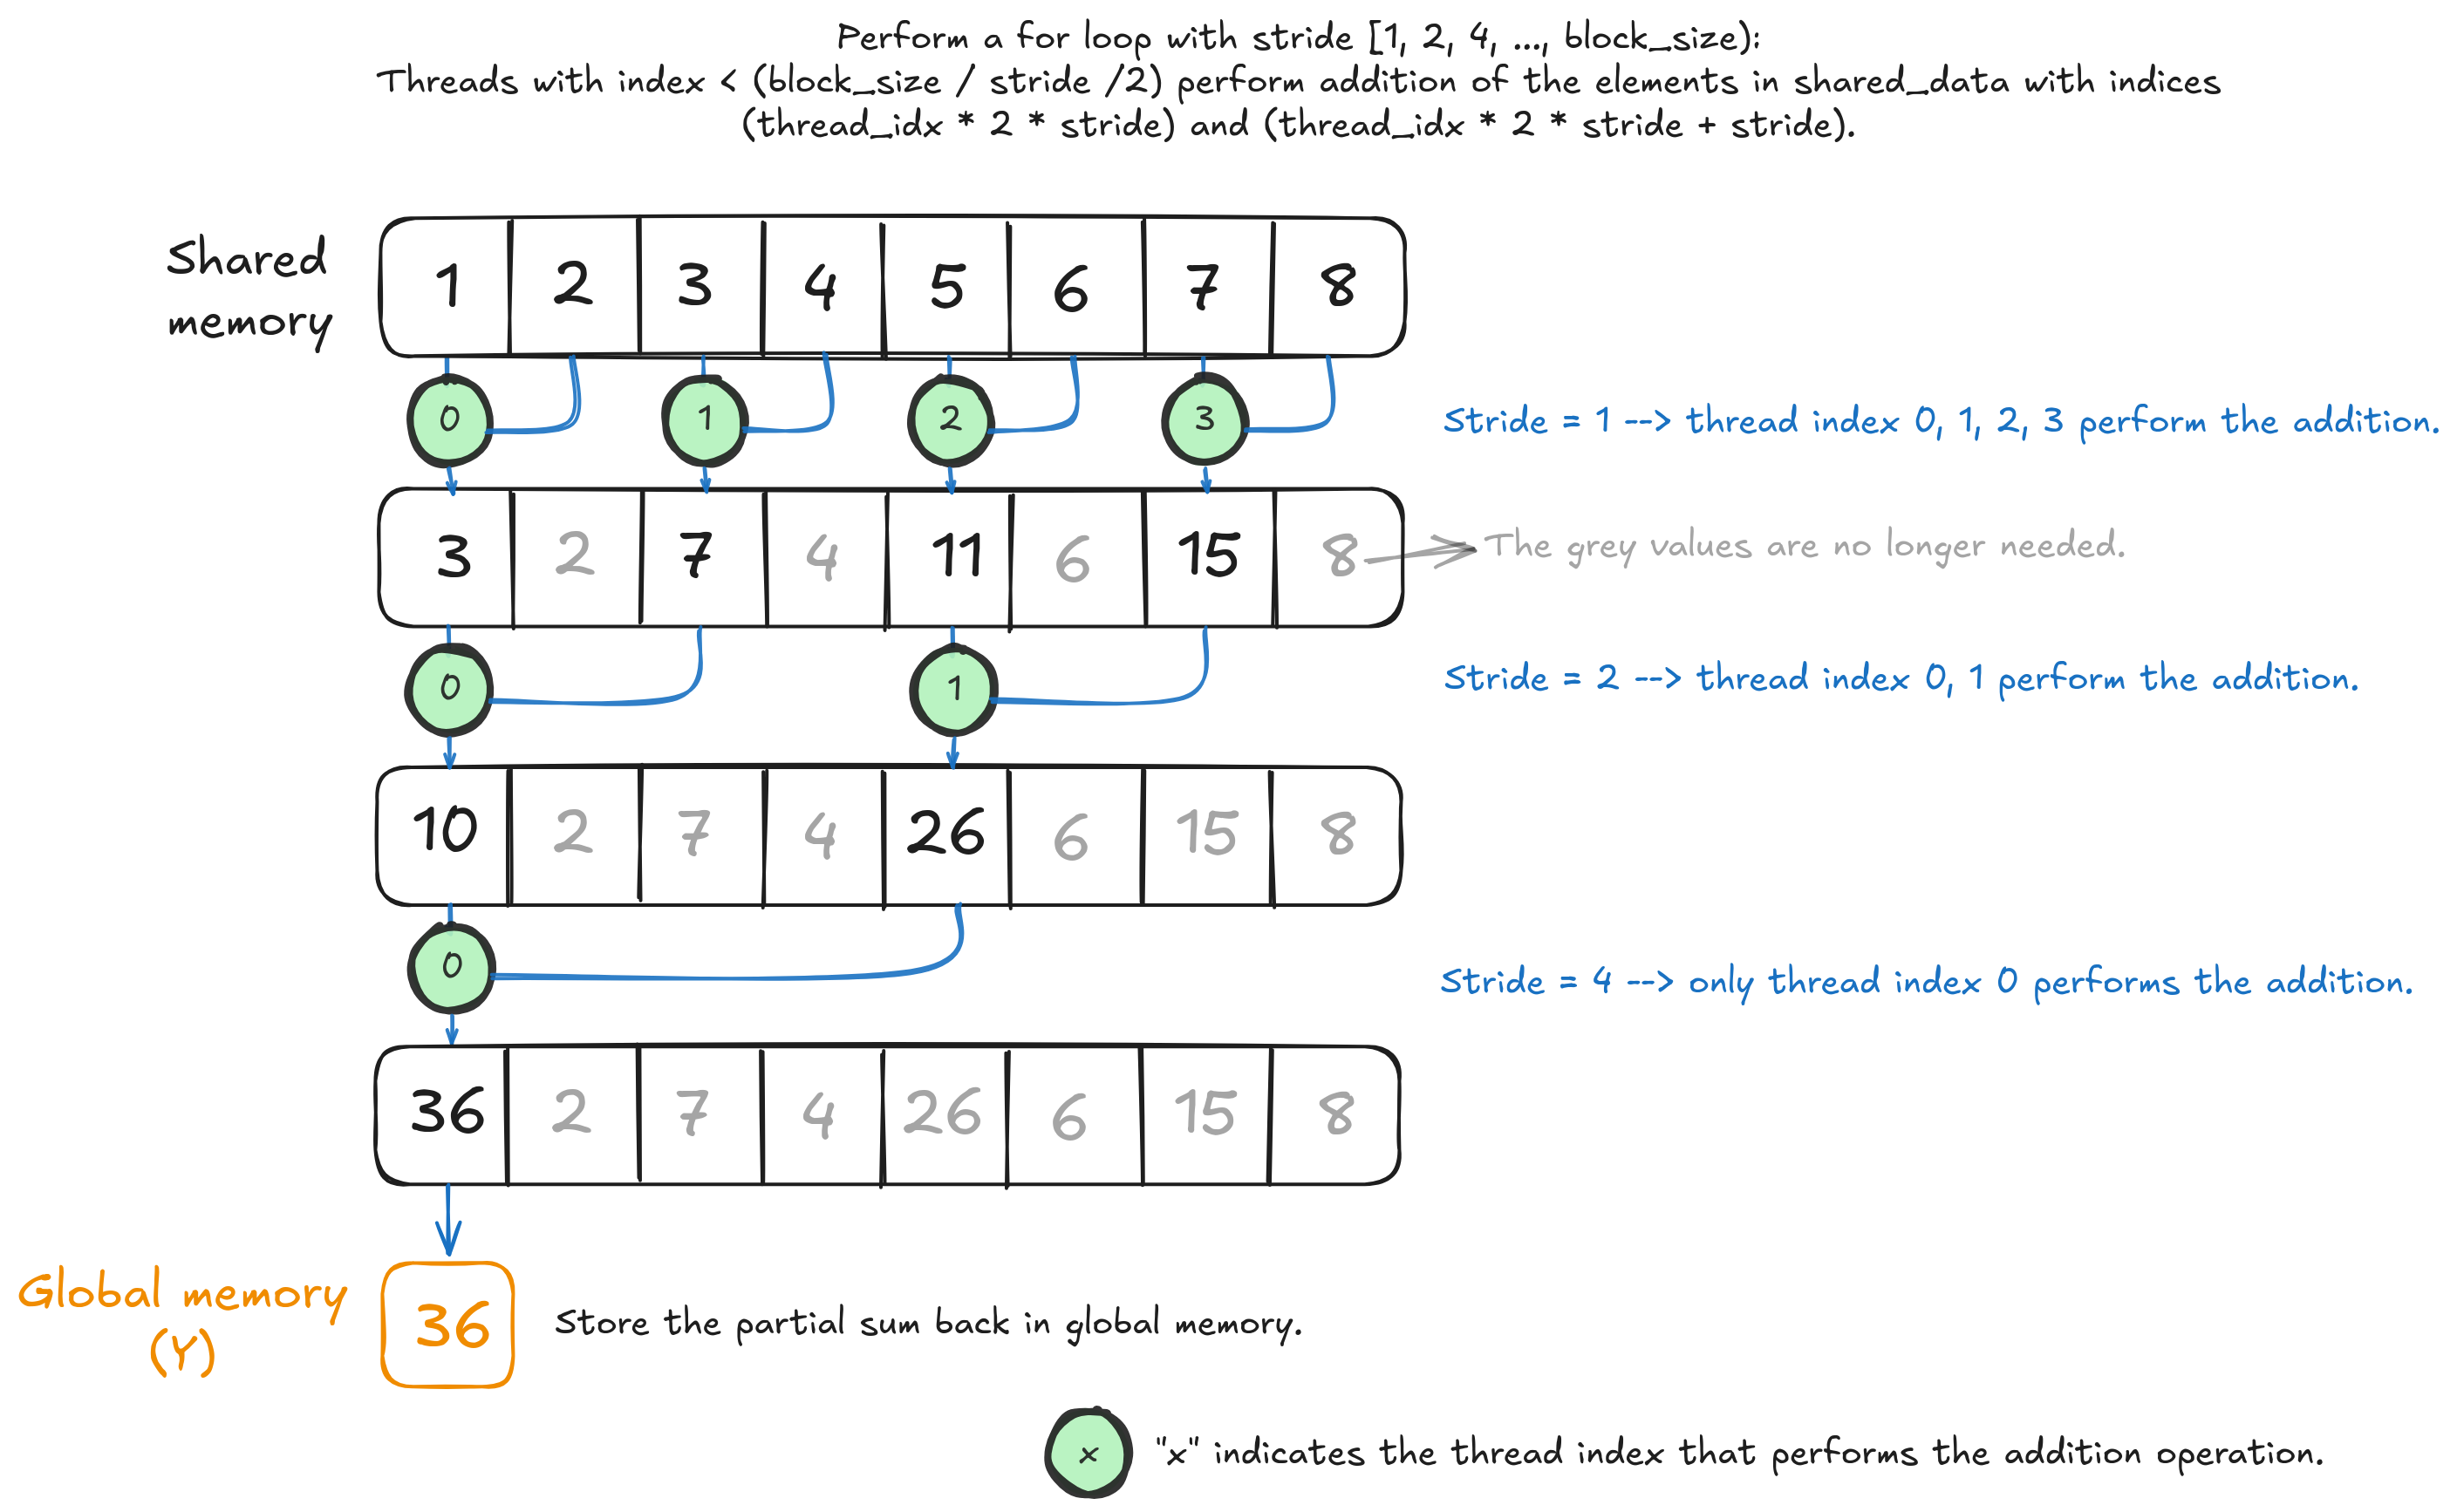 Perform a for loop with stride [1, 2, 4, ..., block_size):
Threads with index < (block_size / stride /2) perform addition of the elements in shared_data with indices
(thread_idx * 2 * stride) and (thread_idx * 2 * stride + stride).
Shared
memory
1 2 3 4 5 6 7 8
0 1 2 3
Stride = 1 --> thread index 0, 1, 2, 3 perform the addition.
3 2 7 4 11 6 15 8
The grey values are no longer needed.
0 1
Stride = 2 --> thread index 0, 1 perform the addition.
10 2 7 4 26 6 15 8
0
Stride = 4 --> only thread index 0 performs the addition.
36 2 7 4 26 6 15 8
Global memory
(Y)
36
Store the partial sum back in global memory.
x
"x" indicates the thread index that performs the addition operation.